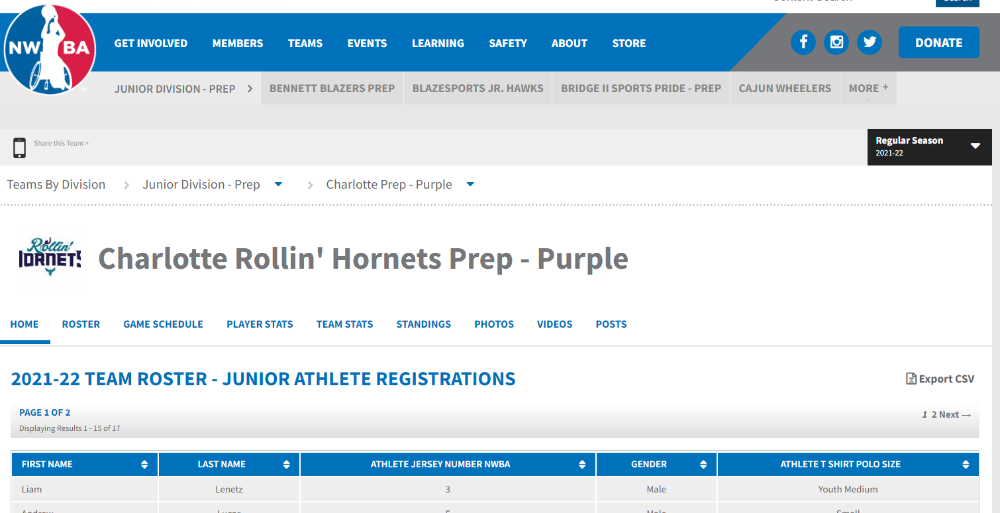 Content Search
Search
NWBA
GET INVOLVED MEMBERS TEAMS EVENTS LEARNING SAFETY ABOUT STORE
DONATE
JUNIOR DIVISION - PREP > BENNETT BLAZERS PREP BLAZESPORTS JR. HAWKS BRIDGE II SPORTS PRIDE - PREP CAJUN WHEELERS MORE +
Share this Team >
Regular Season
2021-22
Teams By Division > Junior Division - Prep > Charlotte Prep - Purple
Rollin'
HORNETS
Charlotte Rollin' Hornets Prep - Purple
HOME ROSTER GAME SCHEDULE PLAYER STATS TEAM STATS STANDINGS PHOTOS VIDEOS POSTS
2021-22 TEAM ROSTER - JUNIOR ATHLETE REGISTRATIONS
Export CSV
PAGE 1 OF 2
Displaying Results 1 - 15 of 17
1 2 Next →
FIRST NAME LAST NAME ATHLETE JERSEY NUMBER NWBA GENDER ATHLETE T SHIRT POLO SIZE
Liam Lenetz 3 Male Youth Medium
Andrew Lucas 5 Male Small